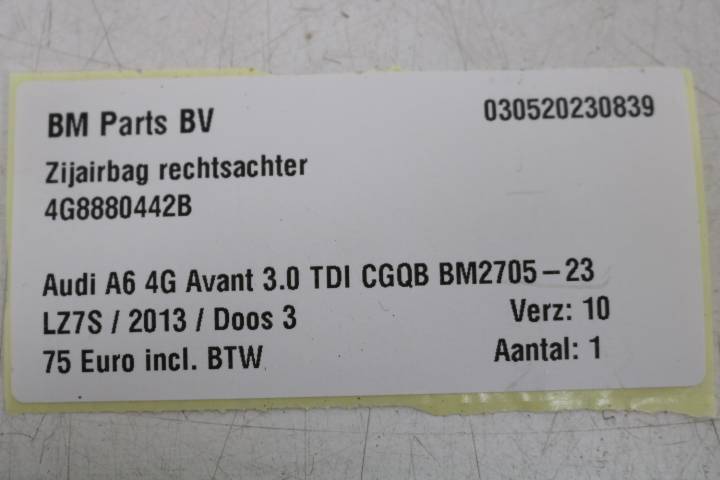 BM Parts BV 030520230839
Zijairbag rechtsachter
4G8880442B
Audi A6 4G Avant 3.0 TDI CGQB BM2705-23
LZ7S / 2013 / Doos 3 Verz: 10
75 Euro incl. BTW Aantal: 1